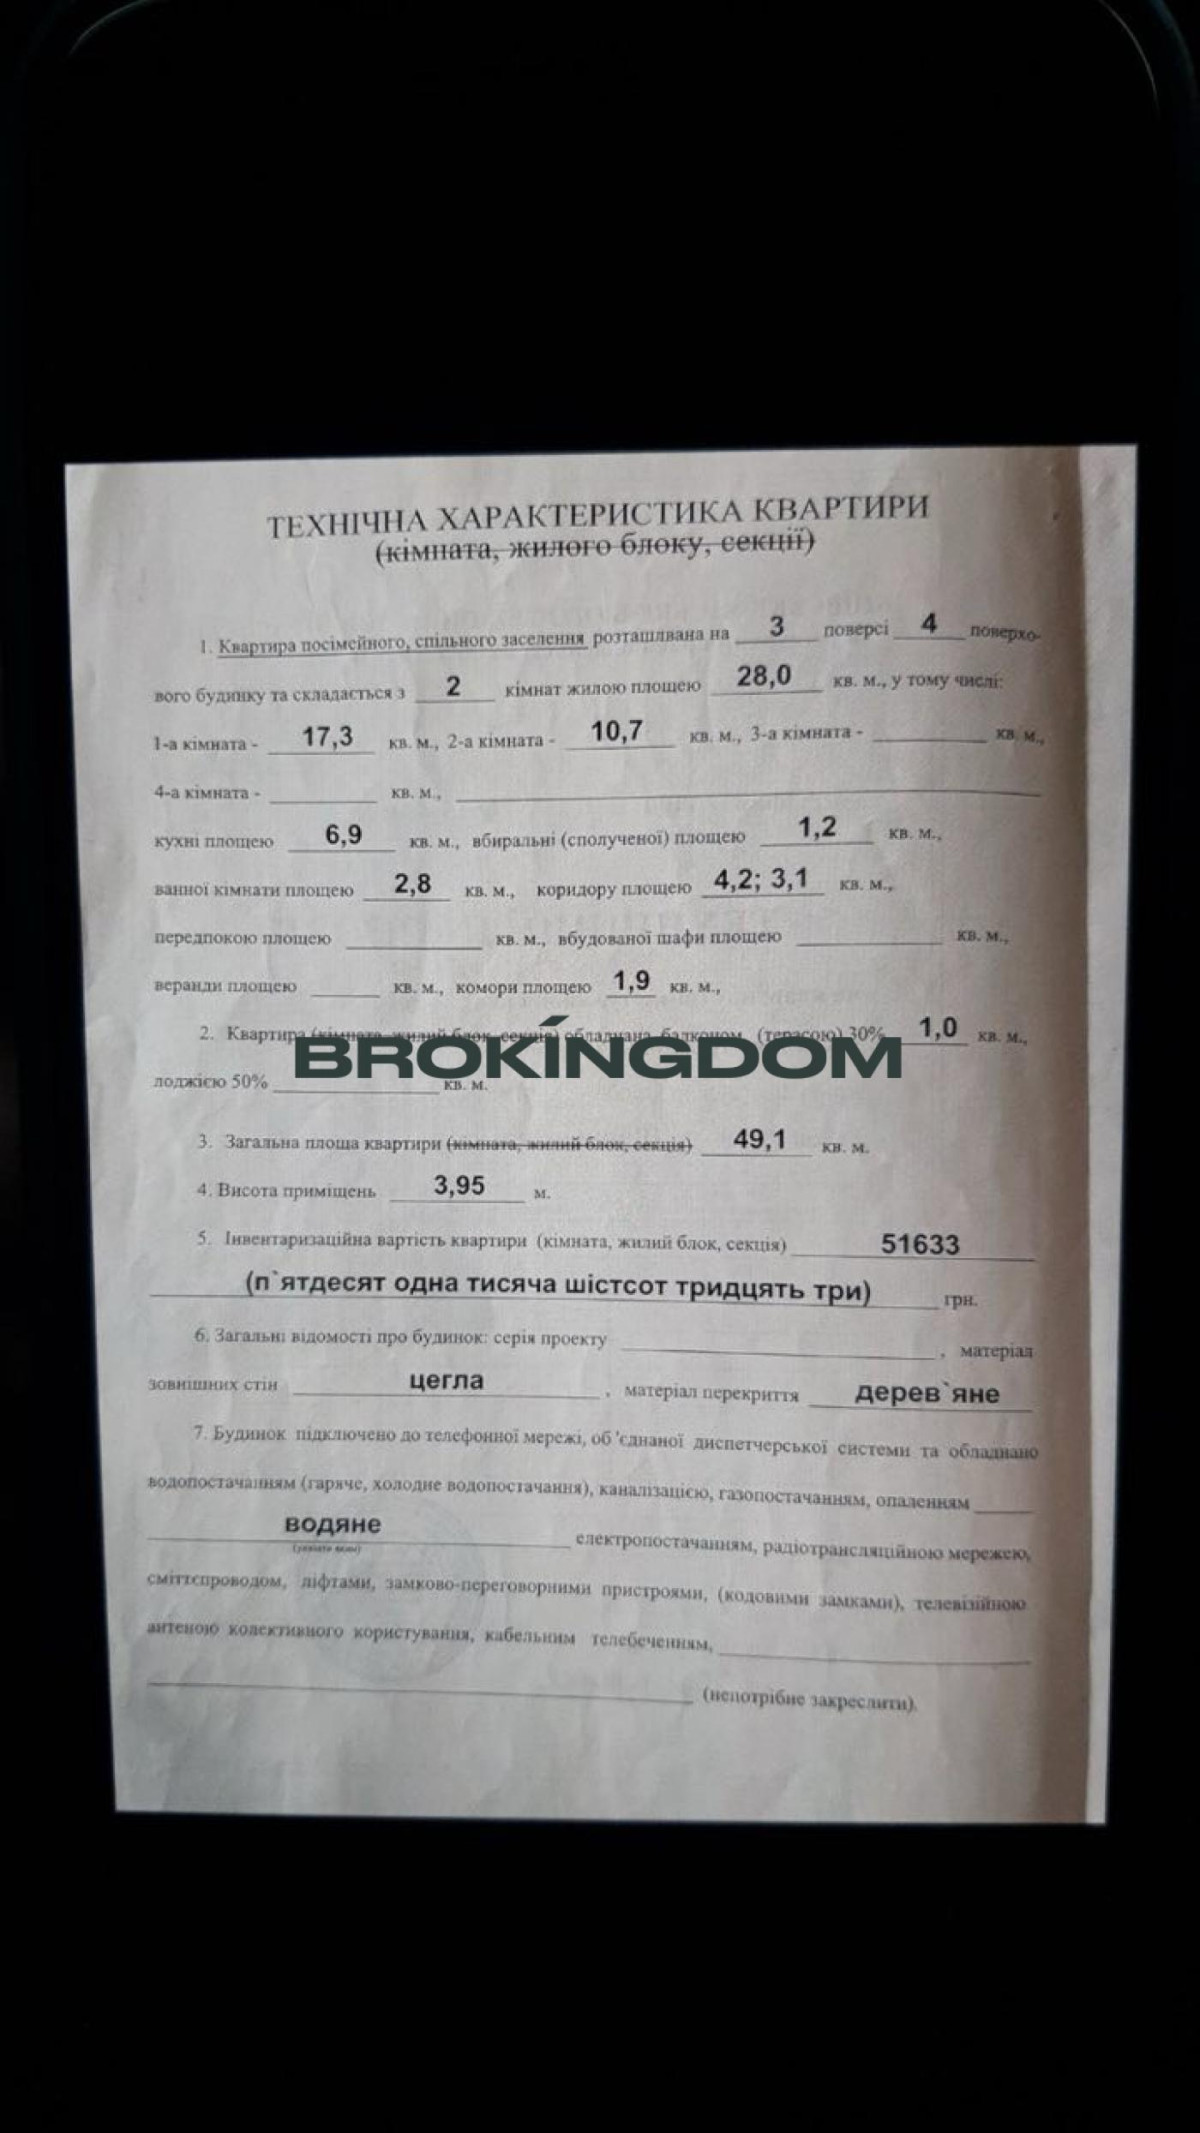 ТЕХНІЧНА ХАРАКТЕРИСТИКА КВАРТИРИ
(кімната, жилого блоку, секції)
1. Квартира посімейного, спільного заселення розташлвана на 3 поверсі 4 поверхо-
вого будинку та складається з 2 кімнат жилою площею 28,0 кв. м., у тому числі:
1-а кімната - 17,3 кв. м., 2-а кімната - 10,7 кв. м., 3-а кімната - кв. м.,
4-а кімната - кв. м.,
кухні площею 6,9 кв. м., вбиральні (сполученої) площею 1,2 кв. м.,
ванної кімнати площею 2,8 кв. м., коридору площею 4,2; 3,1 кв. м.,
передпокою площею кв. м., вбудованої шафи площею кв. м.,
веранди площею кв. м., комори площею 1,9 кв. м.,
2. Квартира (кімната, жилий блок, секція) обладнана балконом (терасою) 30% 1,0 кв. м.,
BROKINGDOM
лоджією 50% кв. м.
3. Загальна площа квартири (кімната, жилий блок, секція) 49,1 кв. м.
4. Висота приміщень 3,95 м.
5. Інвентаризаційна вартість квартири (кімната, жилий блок, секція) 51633
(п`ятдесят одна тисяча шістсот тридцять три) грн.
6. Загальні відомості про будинок: серія проекту , матеріал
зовнішних стін цегла , матеріал перекриття дерев`яне
7. Будинок підключено до телефонної мережі, об'єднаної диспетчерської системи та обладнано
водопостачанням (гаряче, холодне водопостачання), каналізацією, газопостачанням, опаленням
водяне електропостачанням, радіотрансляційною мережею,
(указати яким)
сміттєпроводом, ліфтами, замково-переговорними пристроями, (кодовими замками), телевізійною
антеною колективного користування, кабельним телебеченням,
(непотрібне закреслити).